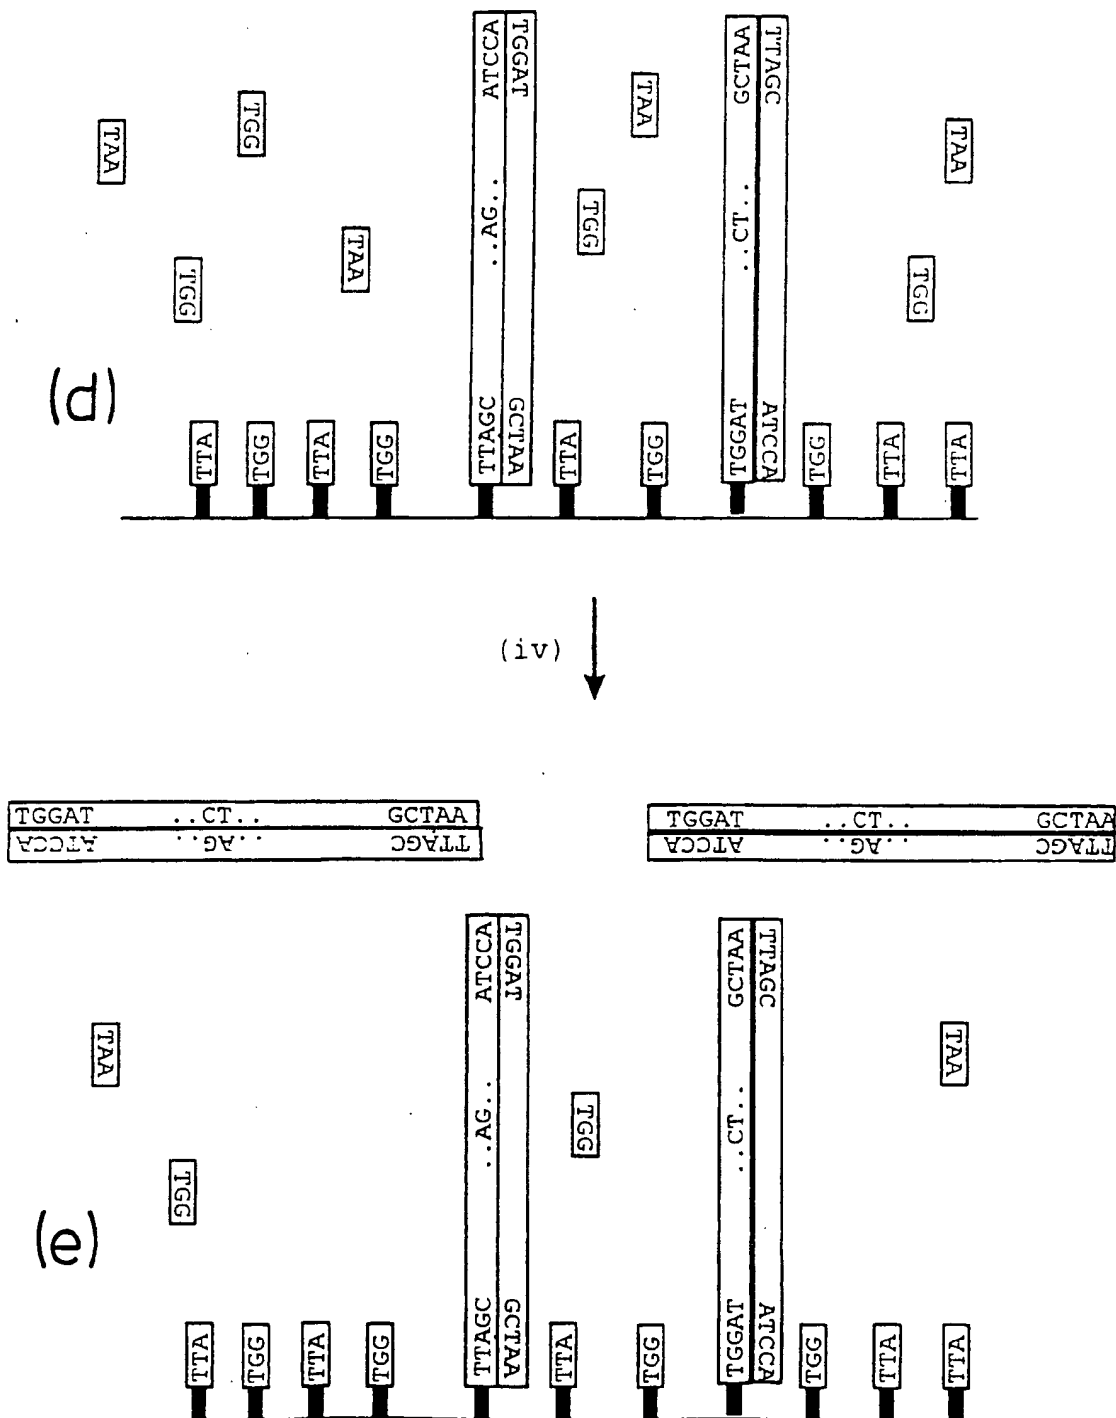 ATCCA
TGGAT
GCTAA
TTAGC
TAA
TGG
TAA
TAA
..AG..
TGG
..CT..
TAA
TGG
TGG
(d)
TTA
TGG
TTA
TGG
TTAGC
GCTAA
TTA
TGG
TGGAT
ATCCA
TGG
TTA
TTA
(iv)
TGGAT ..CT.. GCTAA
ATCCA ..AG.. TTAGC
TGGAT ..CT.. GCTAA
ATCCA ..AG.. TTAGC
ATCCA
TGGAT
GCTAA
TTAGC
TAA
TAA
..AG..
TGG
..CT..
TGG
(e)
TTA
TGG
TTA
TGG
TTAGC
GCTAA
TTA
TGG
TGGAT
ATCCA
TGG
TTA
TTA